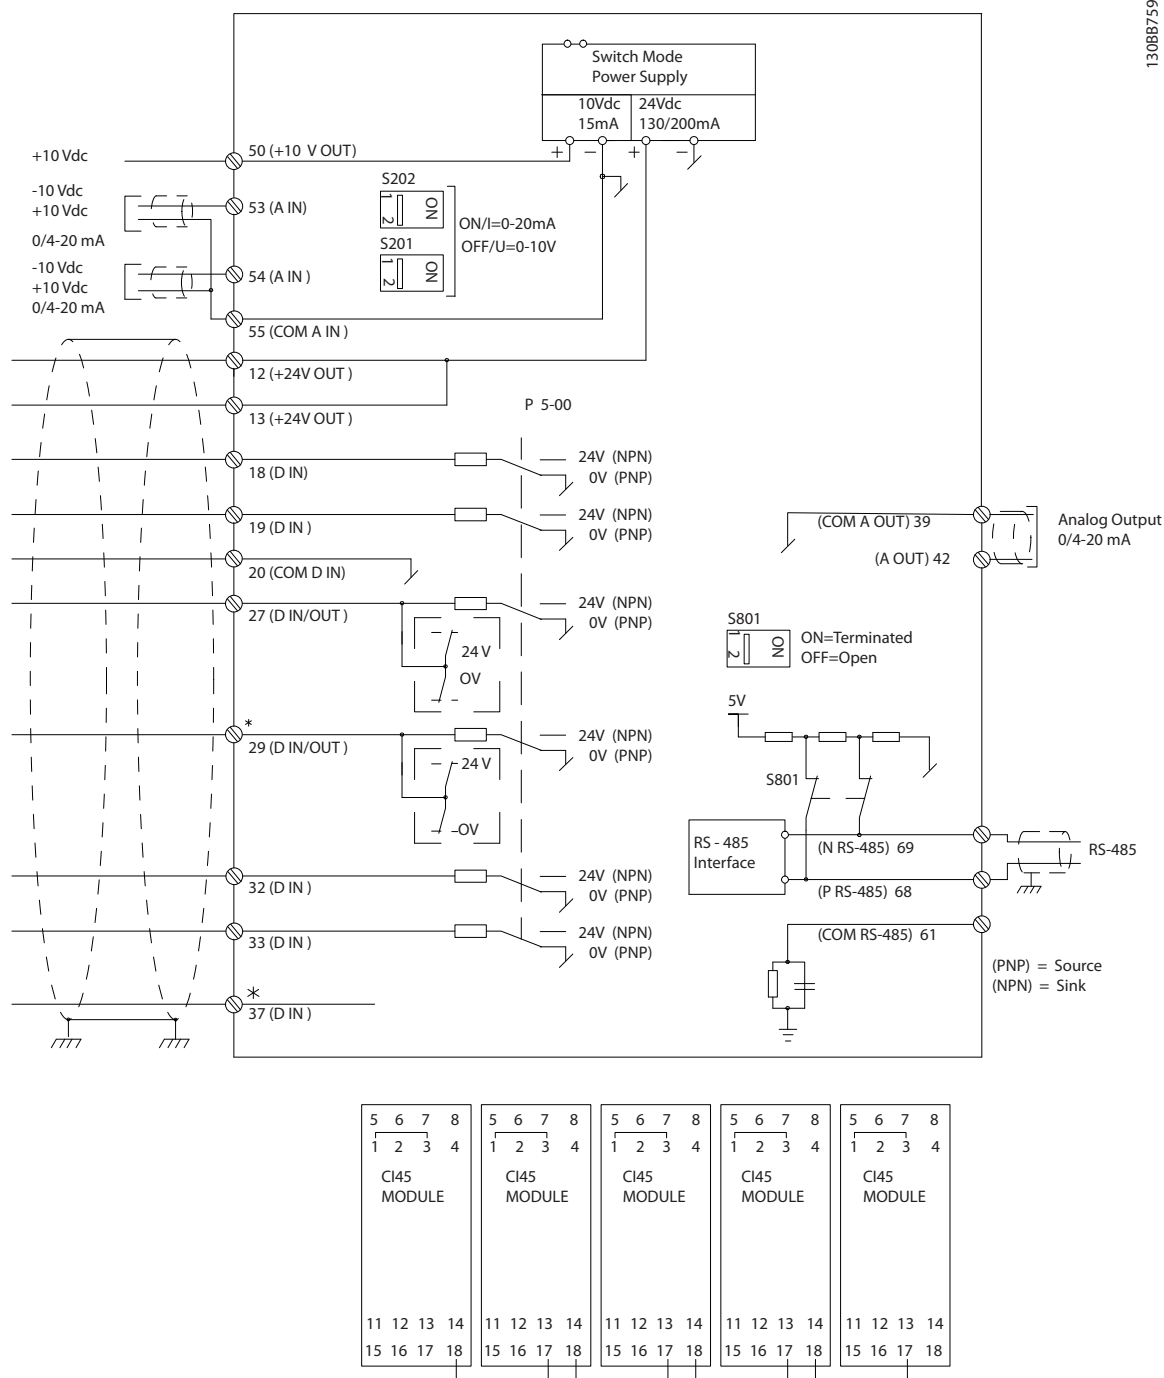 130BB759
Switch Mode
Power Supply
10Vdc
15mA
24Vdc
130/200mA
+ - + -
+10 Vdc
50 (+10 V OUT)
-10 Vdc
+10 Vdc
0/4-20 mA
53 (A IN)
S202
1 2 ON
ON/I=0-20mA
OFF/U=0-10V
S201
1 2 ON
-10 Vdc
+10 Vdc
0/4-20 mA
54 (A IN )
55 (COM A IN )
12 (+24V OUT )
13 (+24V OUT )
P 5-00
18 (D IN)
24V (NPN)
0V (PNP)
19 (D IN )
24V (NPN)
0V (PNP)
20 (COM D IN)
27 (D IN/OUT )
24V (NPN)
0V (PNP)
24 V
OV
*
29 (D IN/OUT )
24V (NPN)
0V (PNP)
24 V
OV
32 (D IN )
24V (NPN)
0V (PNP)
33 (D IN )
24V (NPN)
0V (PNP)
*
37 (D IN )
(COM A OUT) 39
(A OUT) 42
Analog Output
0/4-20 mA
S801
1 2 ON
ON=Terminated
OFF=Open
5V
S801
RS - 485
Interface
(N RS-485) 69
(P RS-485) 68
RS-485
(COM RS-485) 61
(PNP) = Source
(NPN) = Sink
5 6 7 8
1 2 3 4
CI45
MODULE
11 12 13 14
15 16 17 18
5 6 7 8
1 2 3 4
CI45
MODULE
11 12 13 14
15 16 17 18
5 6 7 8
1 2 3 4
CI45
MODULE
11 12 13 14
15 16 17 18
5 6 7 8
1 2 3 4
CI45
MODULE
11 12 13 14
15 16 17 18
5 6 7 8
1 2 3 4
CI45
MODULE
11 12 13 14
15 16 17 18